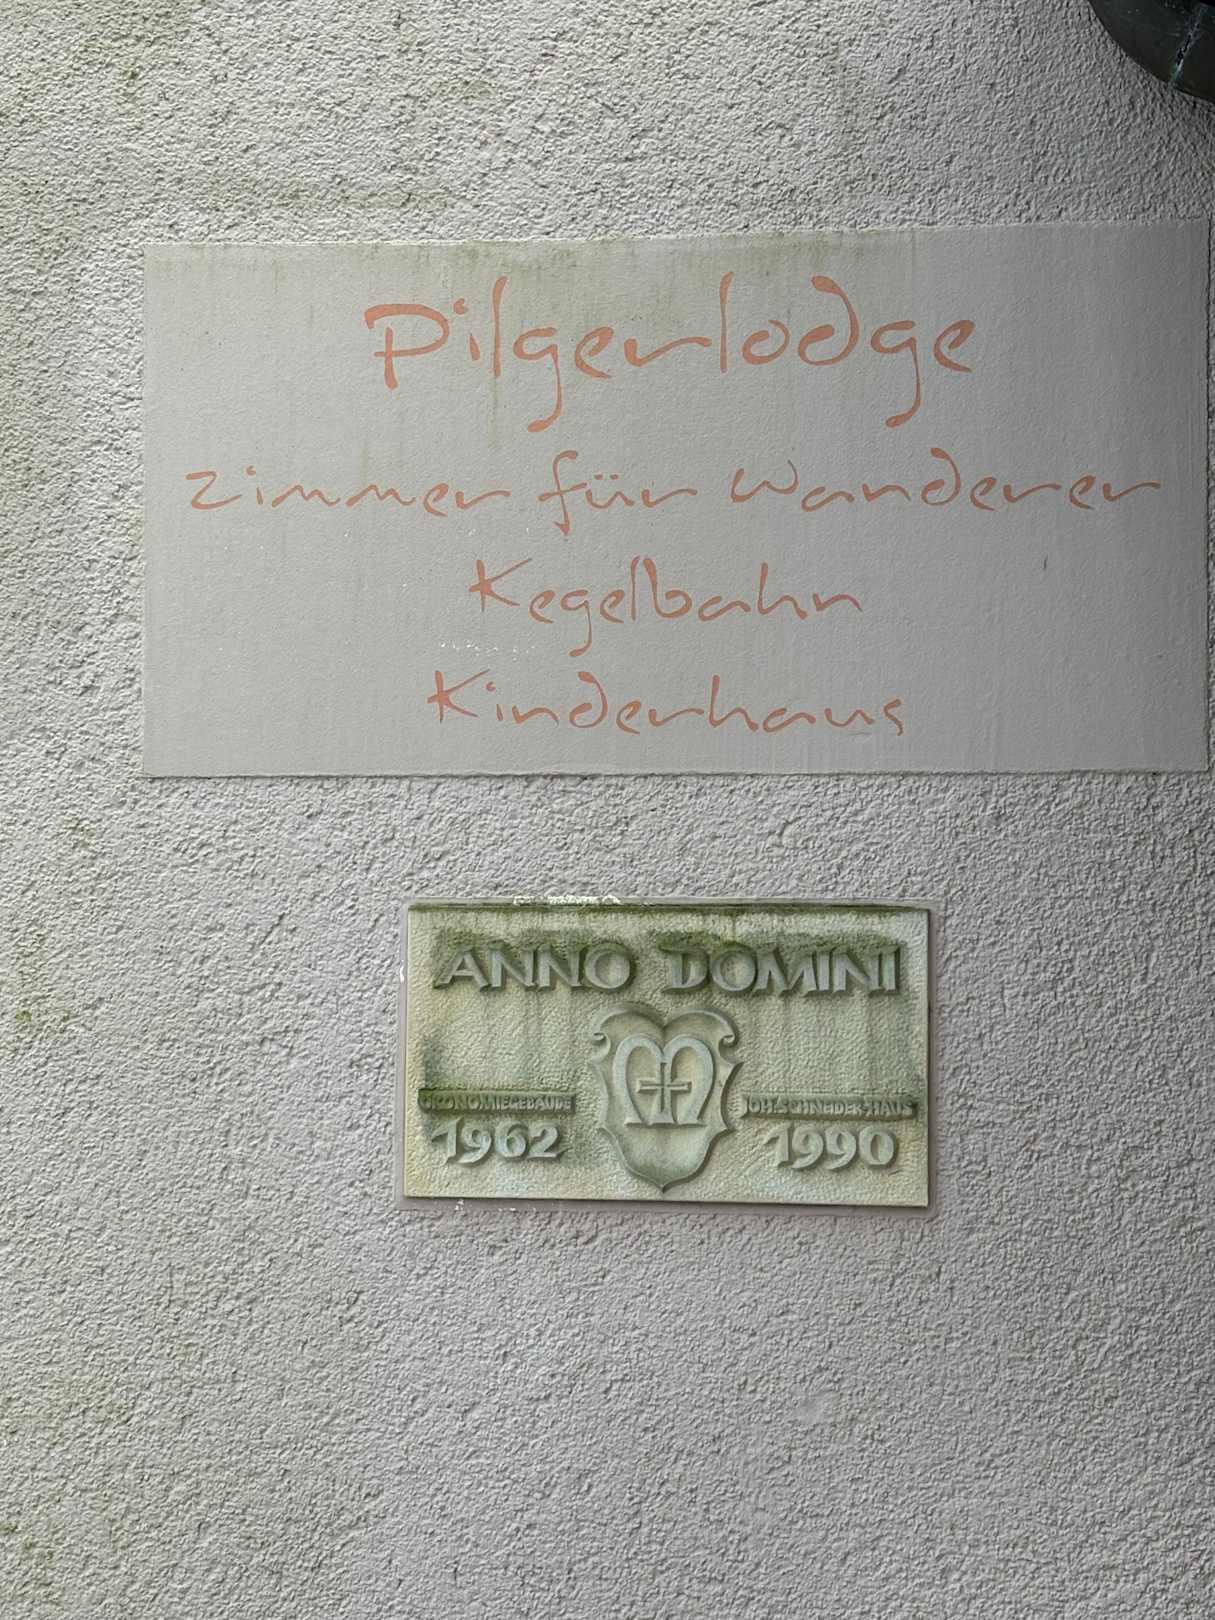 Pilgerlodge
Zimmer für Wanderer
Kegelbahn
Kinderhaus
ANNO DOMINI
M
ÖKONOMIEGEBÄUDE JOH.SCHNEIDER-HAUS
1962 1990